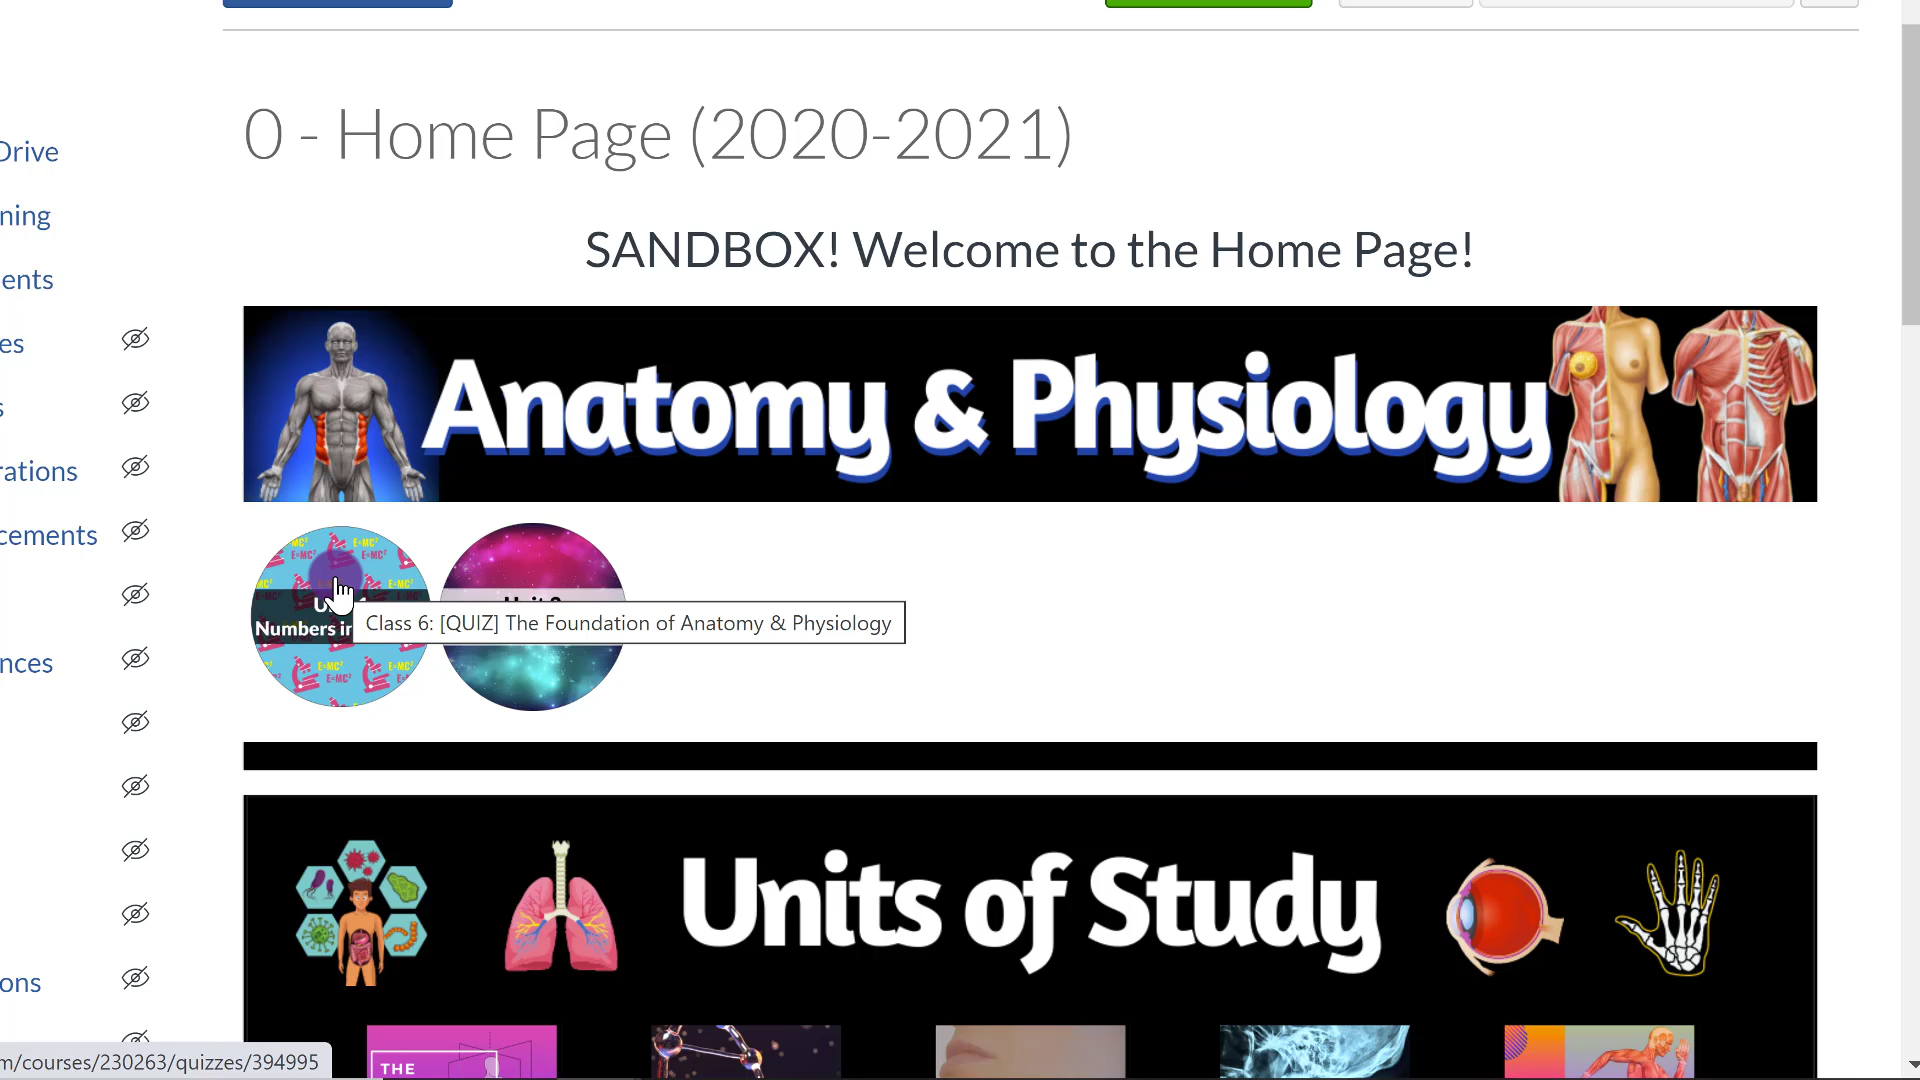 0 - Home Page (2020-2021)
Drive
ning
SANDBOX! Welcome to the Home Page!
ents
es
s
Anatomy & Physiology
rations
cements
E=MC²
Numbers in
Class 6: [QUIZ] The Foundation of Anatomy & Physiology
nces
Units of Study
ons
m/courses/230263/quizzes/394995
THE